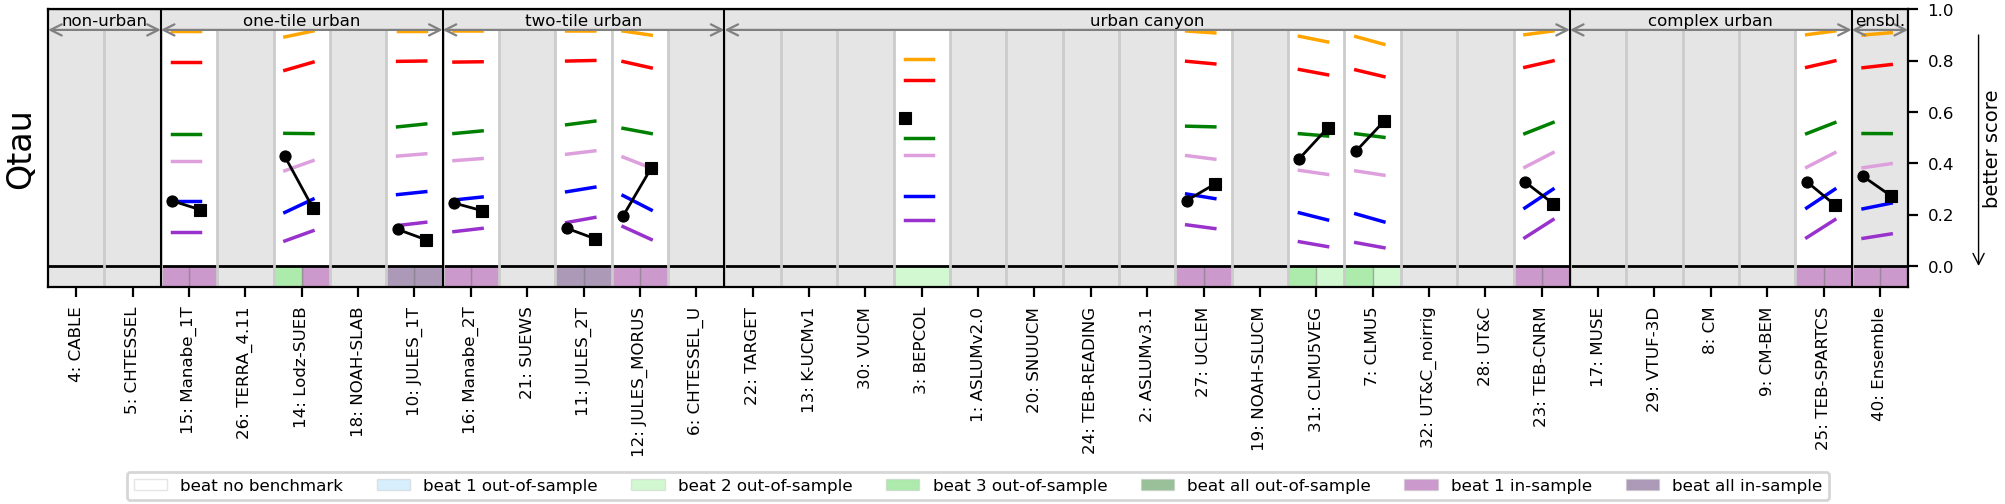 non-urban one-tile urban two-tile urban urban canyon complex urban ensbl.
1.0
0.8
0.6
0.4
0.2
0.0
Qtau
better score
4: CABLE
5: CHTESSEL
15: Manabe_1T
26: TERRA_4.11
14: Lodz-SUEB
18: NOAH-SLAB
10: JULES_1T
16: Manabe_2T
21: SUEWS
11: JULES_2T
12: JULES_MORUS
6: CHTESSEL_U
22: TARGET
13: K-UCMv1
30: VUCM
3: BEPCOL
1: ASLUMv2.0
20: SNUUCM
24: TEB-READING
2: ASLUMv3.1
27: UCLEM
19: NOAH-SLUCM
31: CLMU5VEG
7: CLMU5
32: UT&C_noirrig
28: UT&C
23: TEB-CNRM
17: MUSE
29: VTUF-3D
8: CM
9: CM-BEM
25: TEB-SPARTCS
40: Ensemble
beat no benchmark beat 1 out-of-sample beat 2 out-of-sample beat 3 out-of-sample beat all out-of-sample beat 1 in-sample beat all in-sample